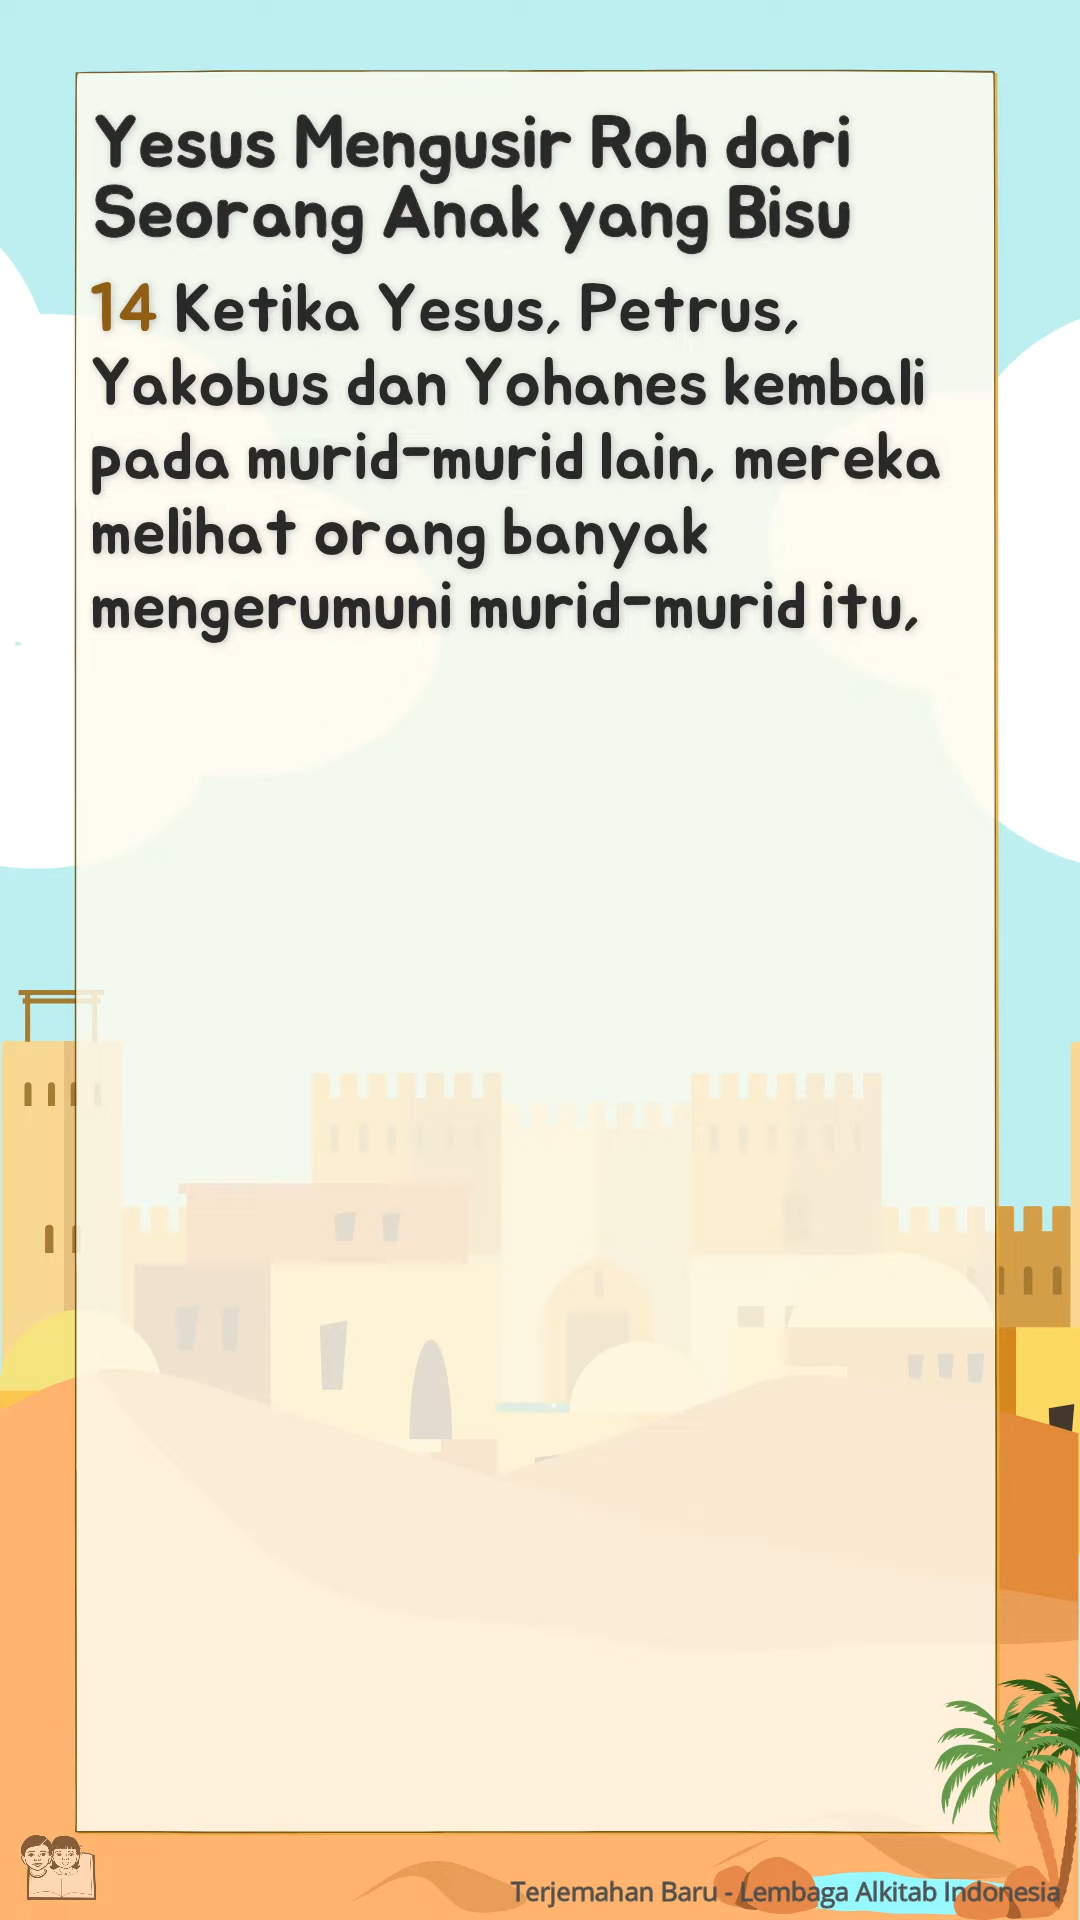 Yesus Mengusir Roh dari
Seorang Anak yang Bisu
14 Ketika Yesus, Petrus,
Yakobus dan Yohanes kembali
pada murid-murid lain, mereka
melihat orang banyak
mengerumuni murid-murid itu,
Terjemahan Baru - Lembaga Alkitab Indonesia